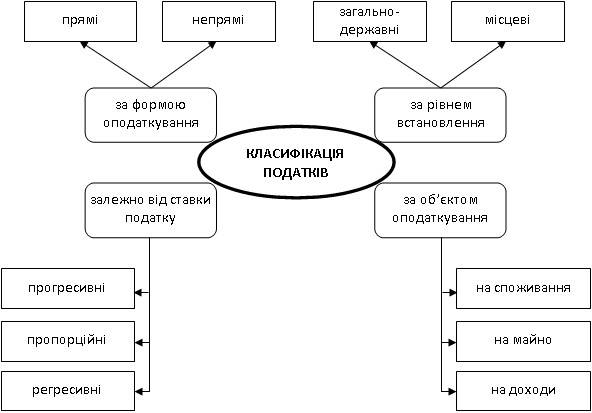 прямі
непрямі
загально-
державні
місцеві
за формою
оподаткування
за рівнем
встановлення
КЛАСИФІКАЦІЯ
ПОДАТКІВ
залежно від ставки
податку
за об’єктом
оподаткування
прогресивні
пропорційні
регресивні
на споживання
на майно
на доходи